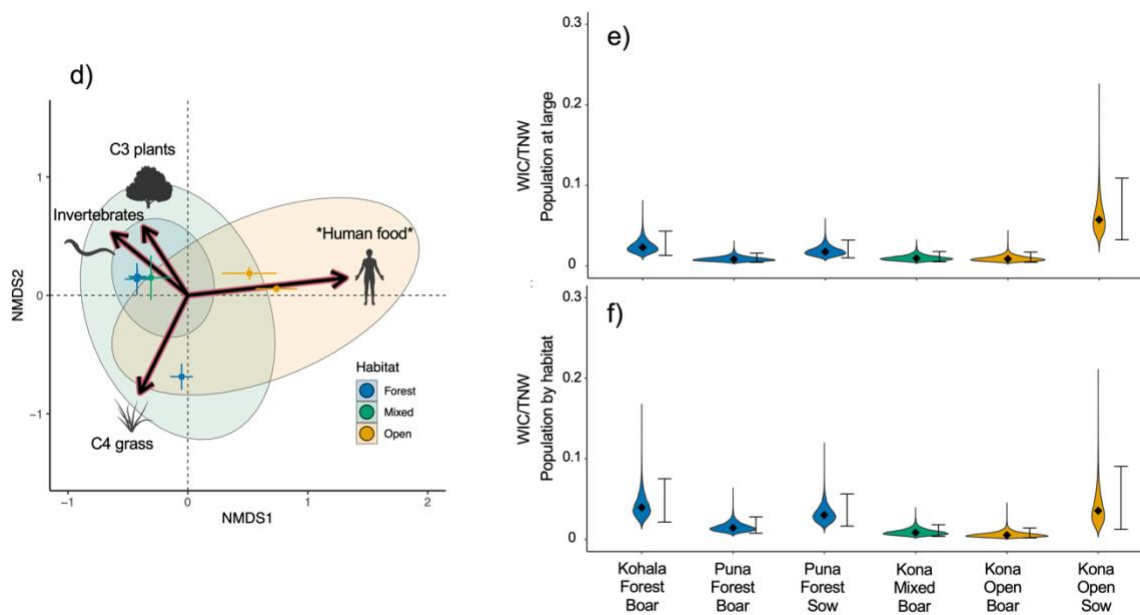 d)
C3 plants
Invertebrates
*Human food*
C4 grass
NMDS2
1
0
-1
-1
0
1
2
NMDS1
Habitat
Forest
Mixed
Open
e)
WIC/TNW
Population at large
0.3
0.2
0.1
0
f)
WIC/TNW
Population by habitat
0.3
0.2
0.1
0
Kohala
Forest
Boar
Puna
Forest
Boar
Puna
Forest
Sow
Kona
Mixed
Boar
Kona
Open
Boar
Kona
Open
Sow